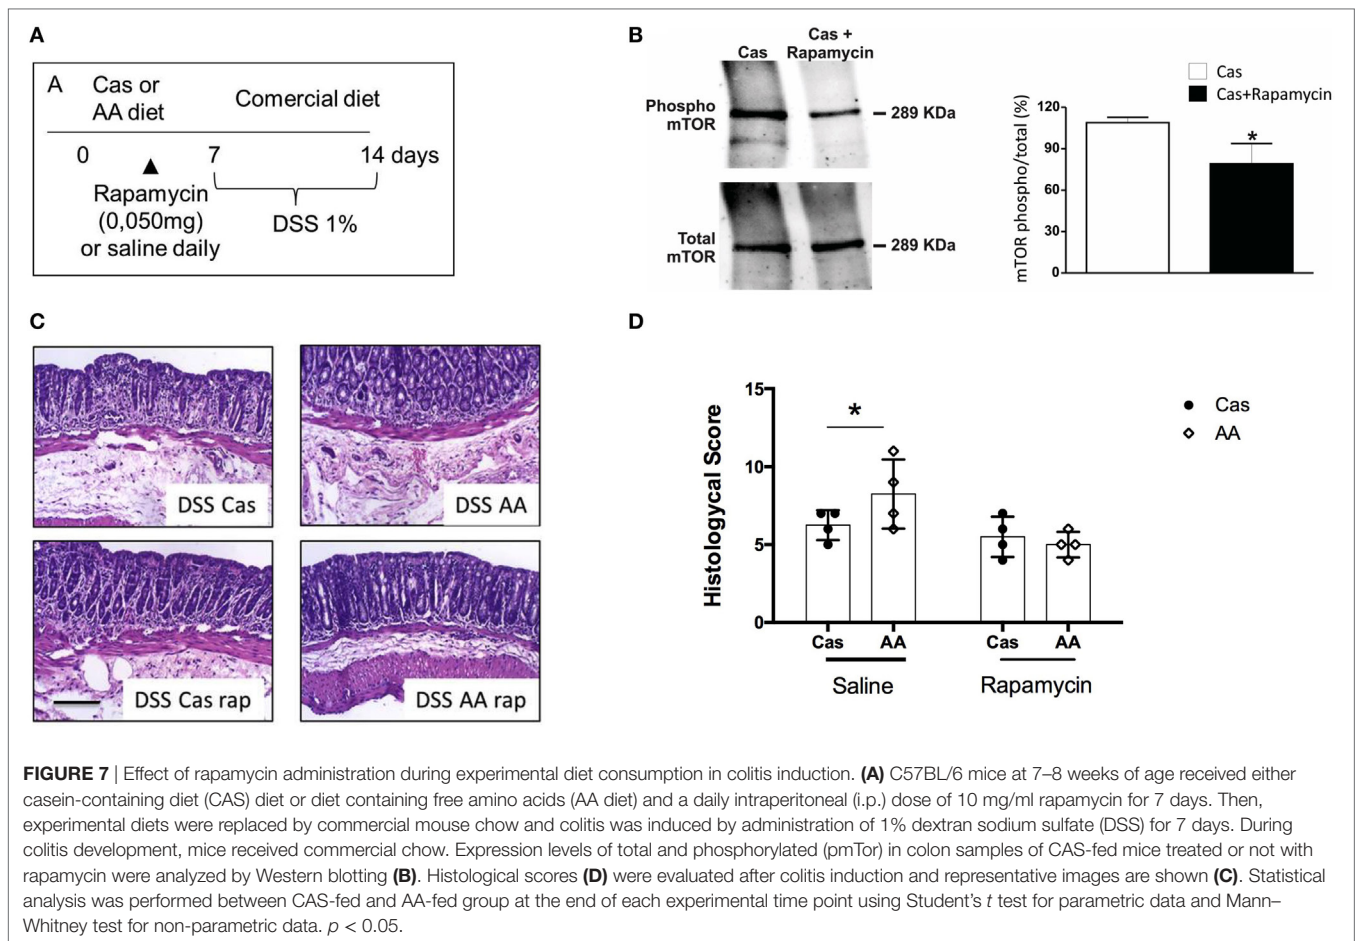 A
A
Cas or
AA diet
Comercial diet
0
7
14 days
Rapamycin
(0,050mg)
or saline daily
DSS 1%
B
Cas
Cas +
Rapamycin
Phospho
mTOR
289 KDa
Total
mTOR
289 KDa
Cas
Cas+Rapamycin
mTOR phospho/total (%)
120
90
60
30
0
*
C
DSS Cas
DSS AA
DSS Cas rap
DSS AA rap
D
Histologycal Score
15
10
5
0
*
Cas
AA
Cas
AA
Saline
Rapamycin
Cas
AA
FIGURE 7 | Effect of rapamycin administration during experimental diet consumption in colitis induction. (A) C57BL/6 mice at 7–8 weeks of age received either
casein-containing diet (CAS) diet or diet containing free amino acids (AA diet) and a daily intraperitoneal (i.p.) dose of 10 mg/ml rapamycin for 7 days. Then,
experimental diets were replaced by commercial mouse chow and colitis was induced by administration of 1% dextran sodium sulfate (DSS) for 7 days. During
colitis development, mice received commercial chow. Expression levels of total and phosphorylated (pmTor) in colon samples of CAS-fed mice treated or not with
rapamycin were analyzed by Western blotting (B). Histological scores (D) were evaluated after colitis induction and representative images are shown (C). Statistical
analysis was performed between CAS-fed and AA-fed group at the end of each experimental time point using Student's t test for parametric data and Mann–
Whitney test for non-parametric data. p < 0.05.